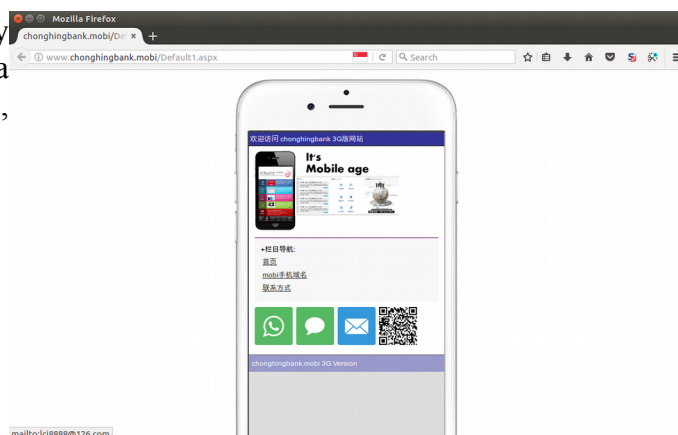 Mozilla Firefox
chonghingbank.mobi/De
www.chonghingbank.mobi/Default1.aspx
Search
y
a
,
欢迎访问 chonghingbank 3G版网站
It's
Mobile age
+栏目导航:
首页
mobi手机域名
联系方式
chonghingbank.mobi 3G Version
mailto:lci8888@126.com